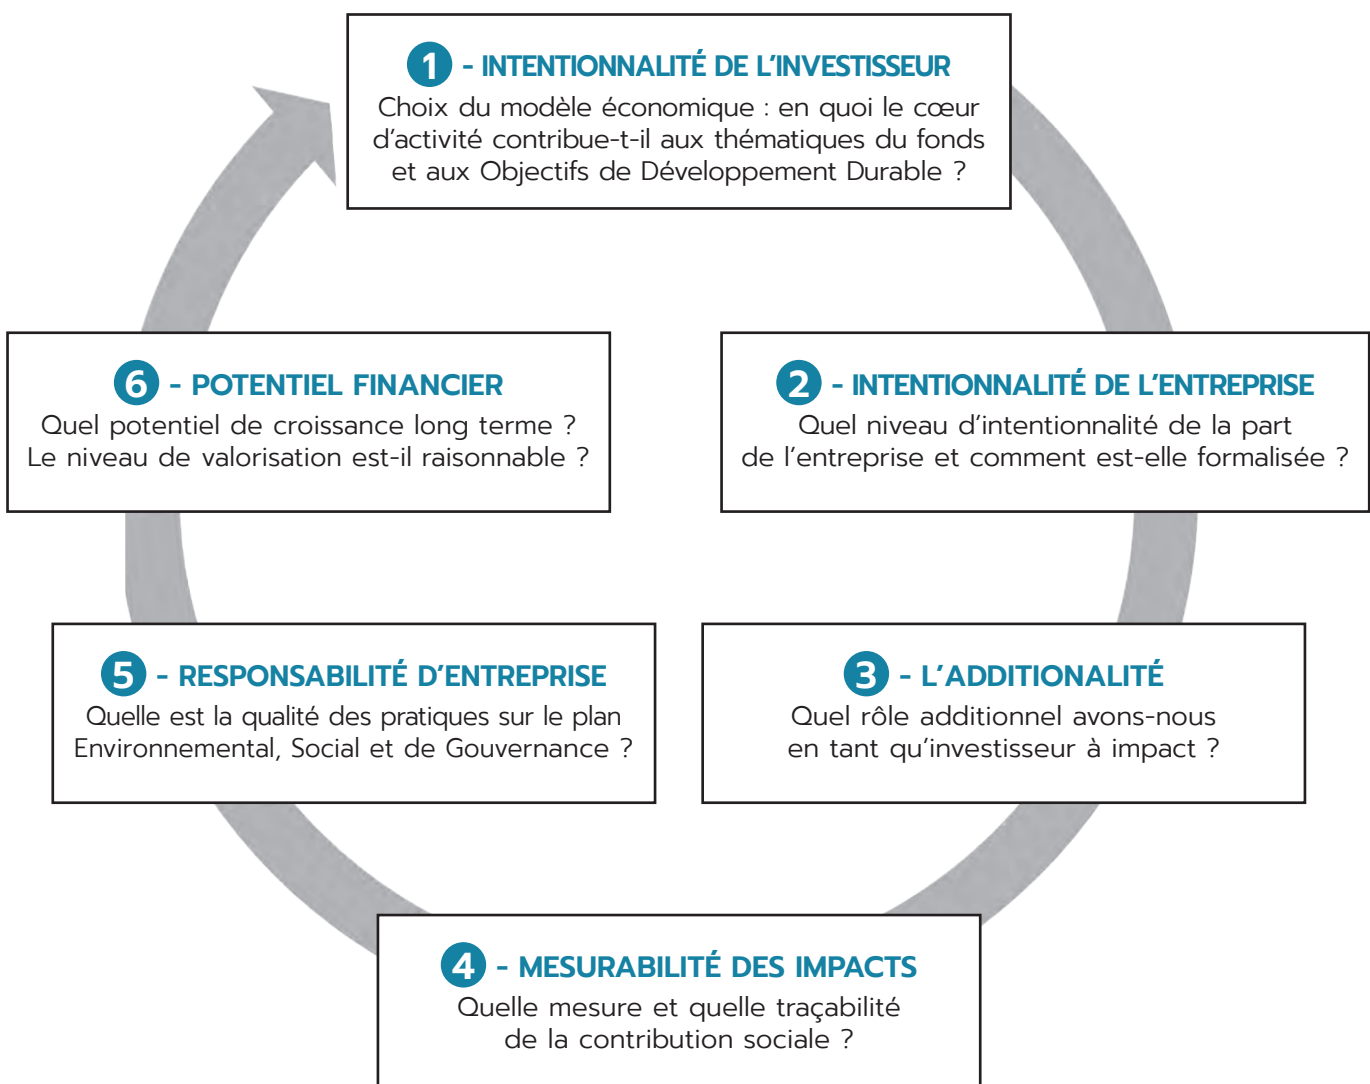 1 - INTENTIONNALITÉ DE L'INVESTISSEUR
Choix du modèle économique : en quoi le cœur
d'activité contribue-t-il aux thématiques du fonds
et aux Objectifs de Développement Durable ?
2 - INTENTIONNALITÉ DE L'ENTREPRISE
Quel niveau d'intentionnalité de la part
de l'entreprise et comment est-elle formalisée ?
3 - L'ADDITIONALITÉ
Quel rôle additionnel avons-nous
en tant qu'investisseur à impact ?
4 - MESURABILITÉ DES IMPACTS
Quelle mesure et quelle traçabilité
de la contribution sociale ?
5 - RESPONSABILITÉ D'ENTREPRISE
Quelle est la qualité des pratiques sur le plan
Environnemental, Social et de Gouvernance ?
6 - POTENTIEL FINANCIER
Quel potentiel de croissance long terme ?
Le niveau de valorisation est-il raisonnable ?